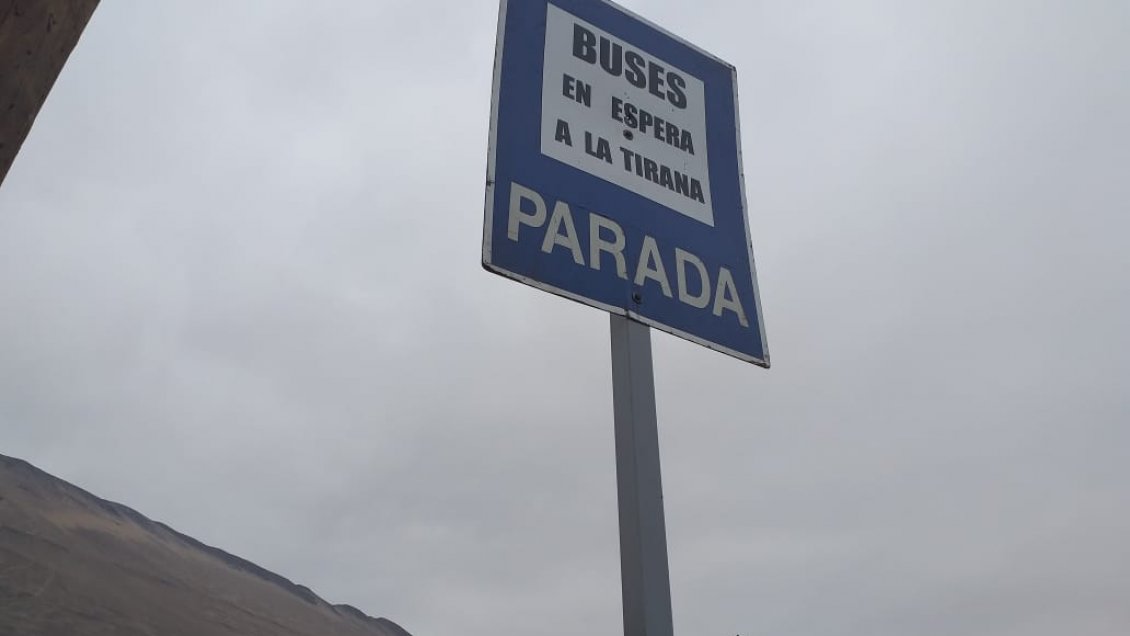 BUSES
EN ESPERA
A LA TIRANA
PARADA